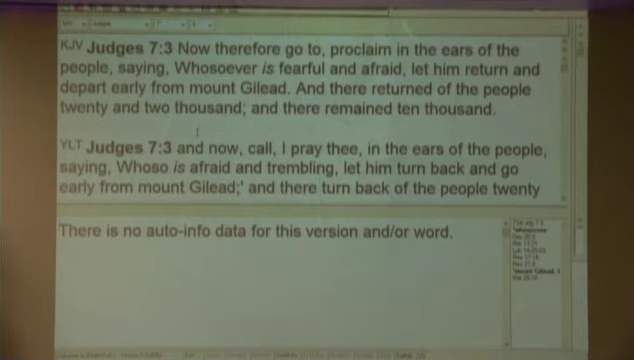 KJV Judges 7:3 Now therefore go to, proclaim in the ears of the
people, saying, Whosoever is fearful and afraid, let him return and
depart early from mount Gilead. And there returned of the people
twenty and two thousand; and there remained ten thousand.
YLT Judges 7:3 and now, call, I pray thee, in the ears of the people,
saying, Whoso is afraid and trembling, let him turn back and go
early from mount Gilead;' and there turn back of the people twenty
There is no auto-info data for this version and/or word.